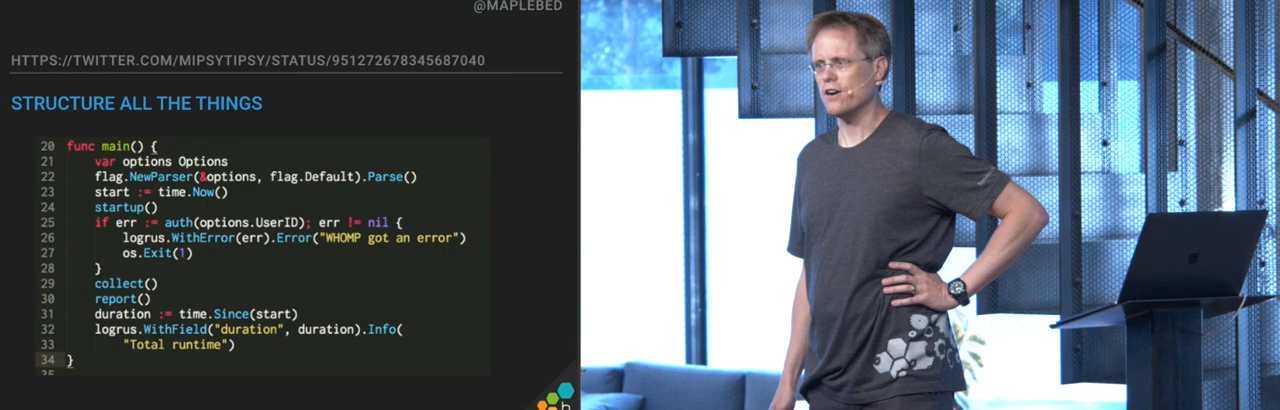 @MAPLEBED
HTTPS://TWITTER.COM/MIPSYTIPSY/STATUS/951272678345687040
STRUCTURE ALL THE THINGS
20 func main() {
21 var options Options
22 flag.NewParser(&options, flag.Default).Parse()
23 start := time.Now()
24 startup()
25 if err := auth(options.UserID); err != nil {
26 logrus.WithError(err).Error("WHOMP got an error")
27 os.Exit(1)
28 }
29 collect()
30 report()
31 duration := time.Since(start)
32 logrus.WithField("duration", duration).Info(
33 "Total runtime")
34 }
35
h